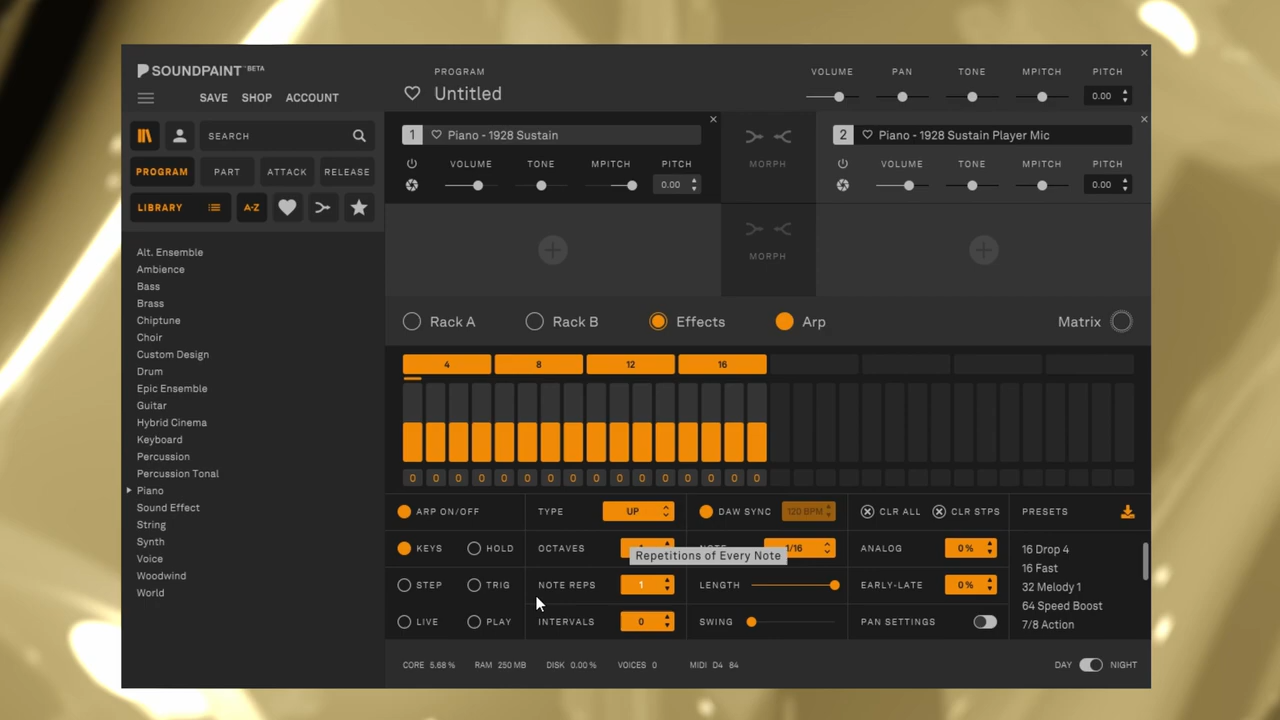 SOUNDPAINT BETA
SAVE SHOP ACCOUNT
PROGRAM
Untitled
VOLUME PAN TONE MPITCH PITCH
0.00
SEARCH
PROGRAM PART ATTACK RELEASE
LIBRARY A-Z
1 Piano - 1928 Sustain
VOLUME TONE MPITCH PITCH
0.00
MORPH
2 Piano - 1928 Sustain Player Mic
VOLUME TONE MPITCH PITCH
0.00
MORPH
Alt. Ensemble
Ambience
Bass
Brass
Chiptune
Choir
Custom Design
Drum
Epic Ensemble
Guitar
Hybrid Cinema
Keyboard
Percussion
Percussion Tonal
Piano
Sound Effect
String
Synth
Voice
Woodwind
World
Rack A Rack B Effects Arp Matrix
4 8 12 16
0 0 0 0 0 0 0 0 0 0 0 0 0 0 0 0
ARP ON/OFF TYPE UP DAW SYNC 120 BPM CLR ALL CLR STPS PRESETS
KEYS HOLD OCTAVES 1/16 ANALOG 0%
Repetitions of Every Note
STEP TRIG NOTE REPS 1 LENGTH EARLY-LATE 0%
LIVE PLAY INTERVALS 0 SWING PAN SETTINGS
16 Drop 4
16 Fast
32 Melody 1
64 Speed Boost
7/8 Action
CORE 5.68 % RAM 250 MB DISK 0.00 % VOICES 0 MIDI D4 84 DAY NIGHT